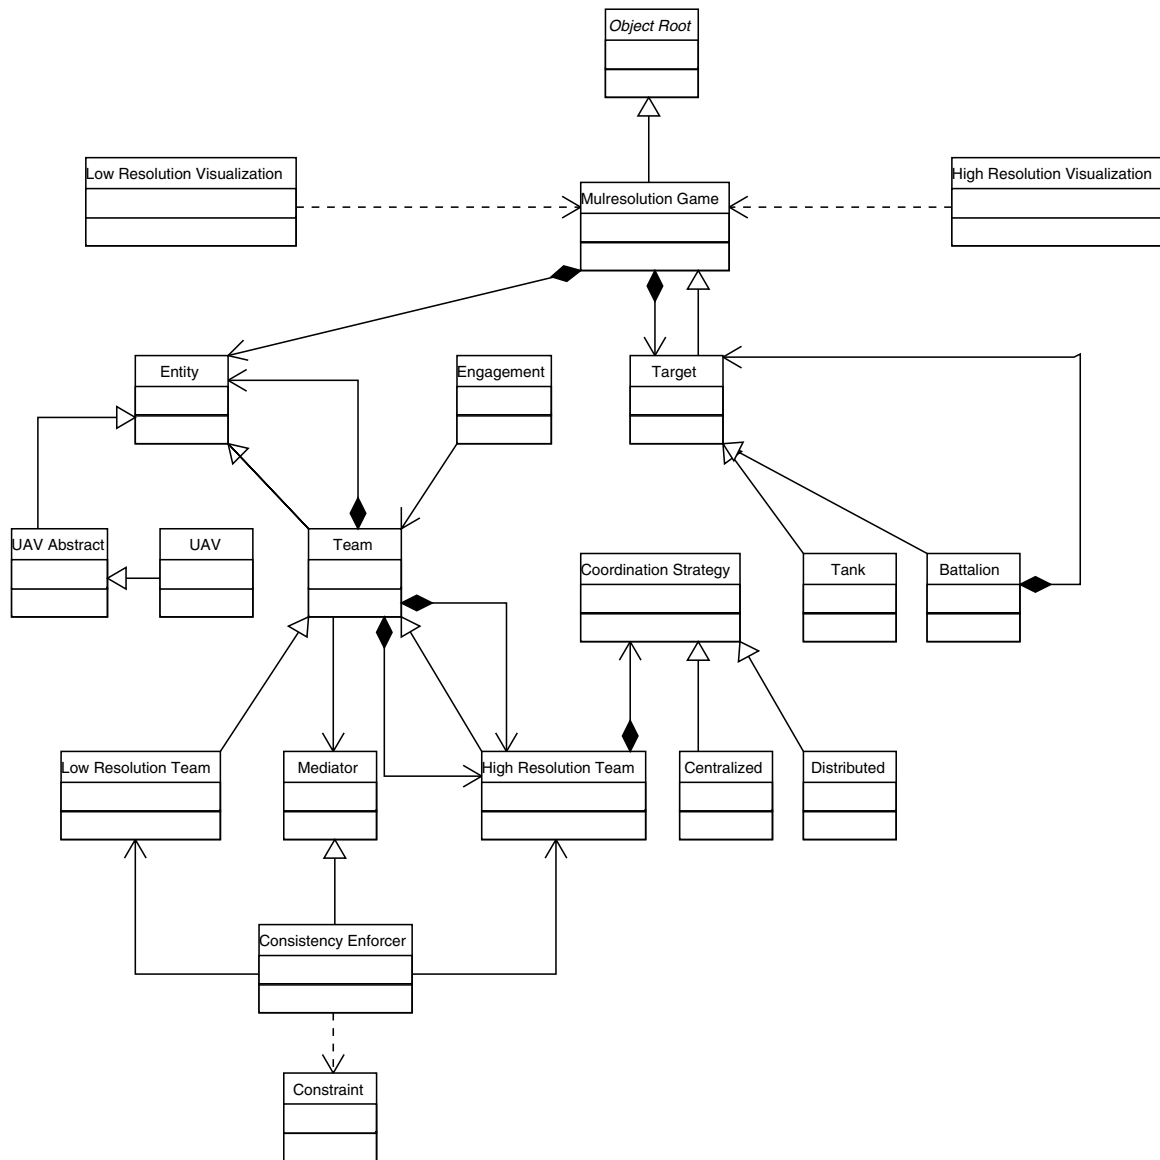 Object Root
Low Resolution Visualization
High Resolution Visualization
Mulresolution Game
Entity
Engagement
Target
UAV Abstract
UAV
Team
Coordination Strategy
Tank
Battalion
Low Resolution Team
Mediator
High Resolution Team
Centralized
Distributed
Consistency Enforcer
Constraint